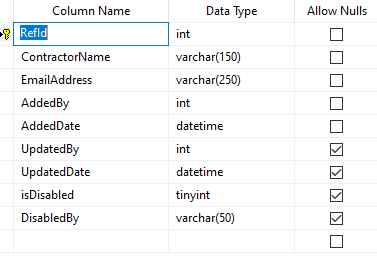 Column Name Data Type Allow Nulls
RefId int
ContractorName varchar(150)
EmailAddress varchar(250)
AddedBy int
AddedDate datetime
UpdatedBy int
UpdatedDate datetime
isDisabled tinyint
DisabledBy varchar(50)